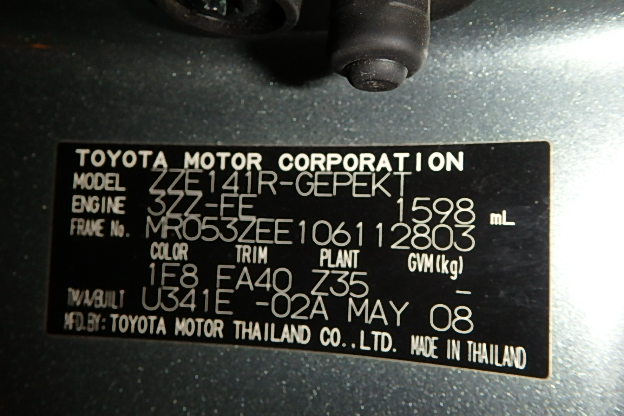 TOYOTA MOTOR CORPORATION
MODEL ZZE141R-GEPEKT
ENGINE 3ZZ-FE 1598 mL
FRAME No. MR053ZEE106112803
COLOR TRIM PLANT GVM(kg)
1F8 FA40 Z35 -
TM/A/BUILT U341E -02A MAY 08
MFD.BY: TOYOTA MOTOR THAILAND CO.,LTD. MADE IN THAILAND